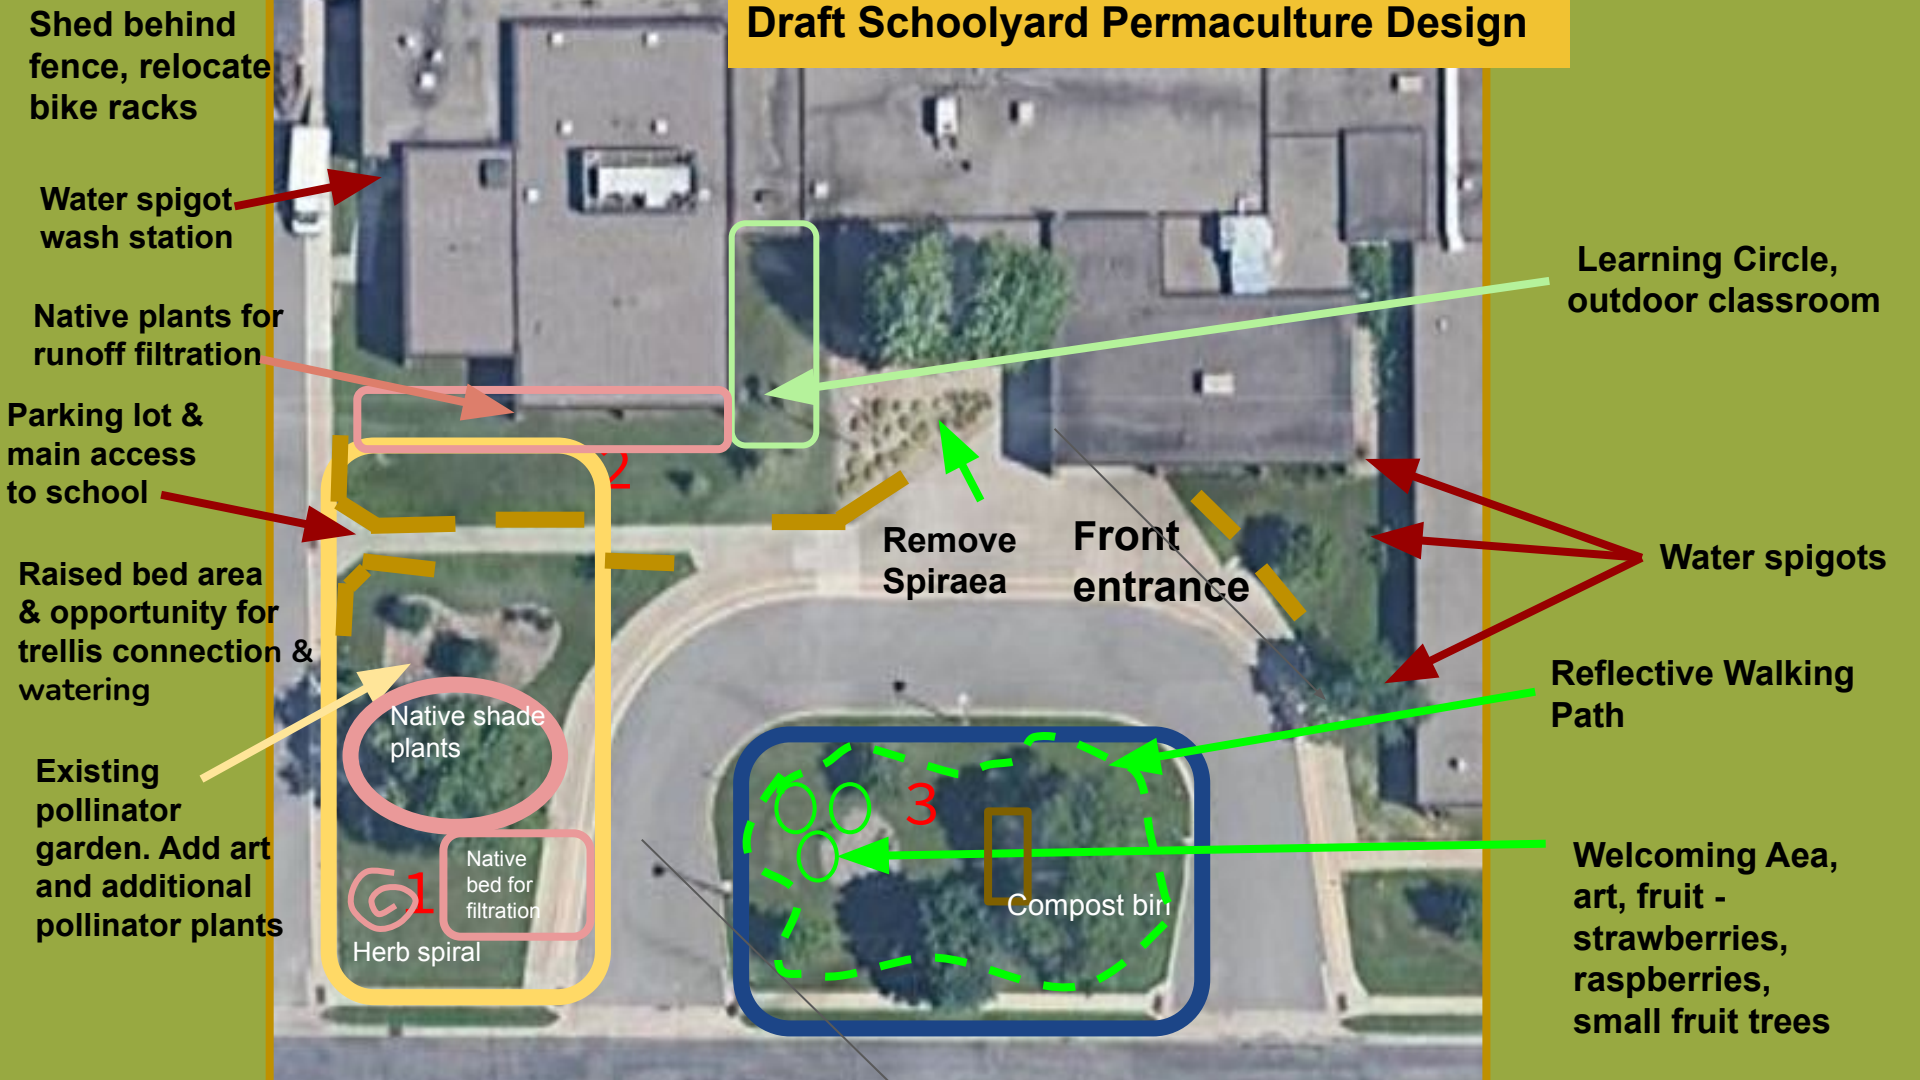 Draft Schoolyard Permaculture Design
Shed behind
fence, relocate
bike racks
Water spigot
wash station
Native plants for
runoff filtration
Parking lot &
main access
to school
Raised bed area
& opportunity for
trellis connection &
watering
Existing
pollinator
garden. Add art
and additional
pollinator plants
2
Native shade
plants
Native
bed for
filtration
1
Herb spiral
Remove
Spiraea
Front
entrance
3
Compost bin
Learning Circle,
outdoor classroom
Water spigots
Reflective Walking
Path
Welcoming Aea,
art, fruit -
strawberries,
raspberries,
small fruit trees